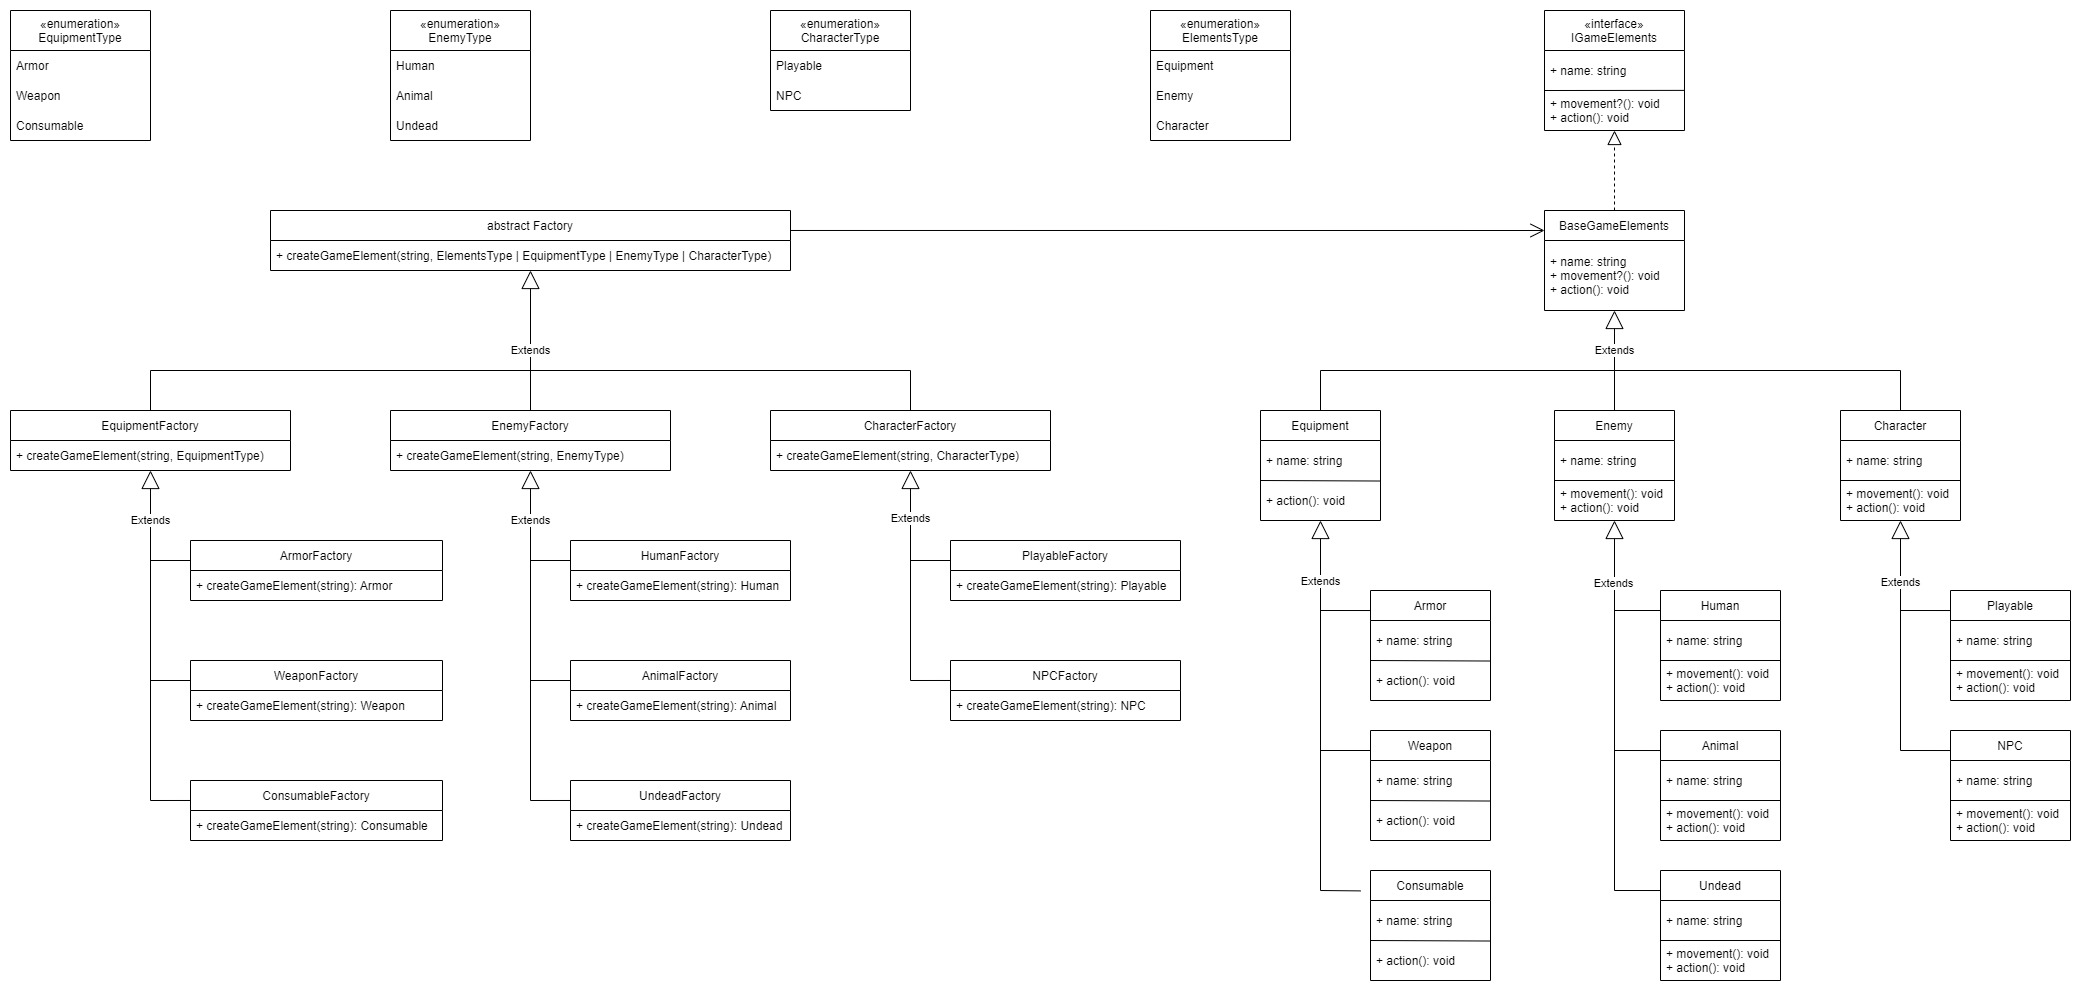 «enumeration»
EquipmentType
Armor
Weapon
Consumable
«enumeration»
EnemyType
Human
Animal
Undead
«enumeration»
CharacterType
Playable
NPC
«enumeration»
ElementsType
Equipment
Enemy
Character
«interface»
IGameElements
+ name: string
+ movement?(): void
+ action(): void
abstract Factory
+ createGameElement(string, ElementsType | EquipmentType | EnemyType | CharacterType)
BaseGameElements
+ name: string
+ movement?(): void
+ action(): void
Extends
Extends
EquipmentFactory
+ createGameElement(string, EquipmentType)
EnemyFactory
+ createGameElement(string, EnemyType)
CharacterFactory
+ createGameElement(string, CharacterType)
Equipment
+ name: string
+ action(): void
Enemy
+ name: string
+ movement(): void
+ action(): void
Character
+ name: string
+ movement(): void
+ action(): void
Extends
ArmorFactory
+ createGameElement(string): Armor
WeaponFactory
+ createGameElement(string): Weapon
ConsumableFactory
+ createGameElement(string): Consumable
Extends
HumanFactory
+ createGameElement(string): Human
AnimalFactory
+ createGameElement(string): Animal
UndeadFactory
+ createGameElement(string): Undead
Extends
PlayableFactory
+ createGameElement(string): Playable
NPCFactory
+ createGameElement(string): NPC
Extends
Armor
+ name: string
+ action(): void
Weapon
+ name: string
+ action(): void
Consumable
+ name: string
+ action(): void
Extends
Human
+ name: string
+ movement(): void
+ action(): void
Animal
+ name: string
+ movement(): void
+ action(): void
Undead
+ name: string
+ movement(): void
+ action(): void
Extends
Playable
+ name: string
+ movement(): void
+ action(): void
NPC
+ name: string
+ movement(): void
+ action(): void